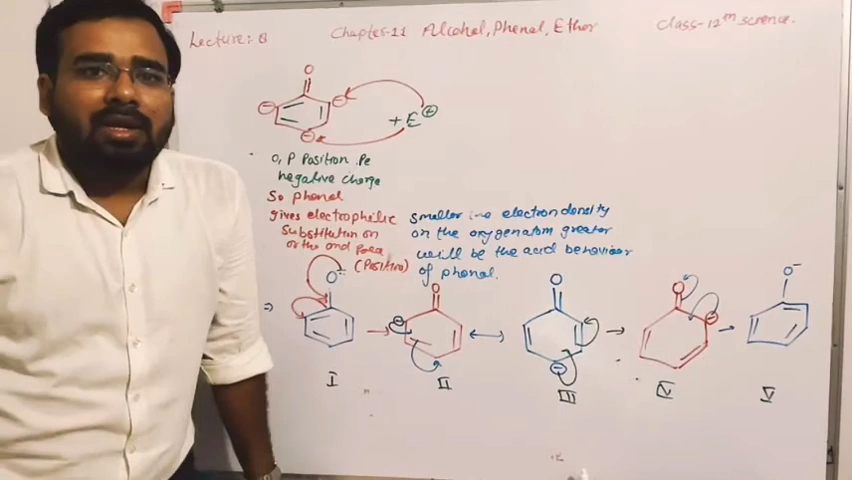 Lecture: 8
Chapter-11 Alcohol, Phenol, Ether
Class-12th science.
O
+ E +
O, P Position Pe
negative charge
So phenol
gives electrophilic
substitution on
ortho and Para
(Position)
smaller electron density
on the oxygen atom greater
will be the acid behaviour
of phenol.
O O O O O-
I II III IV V